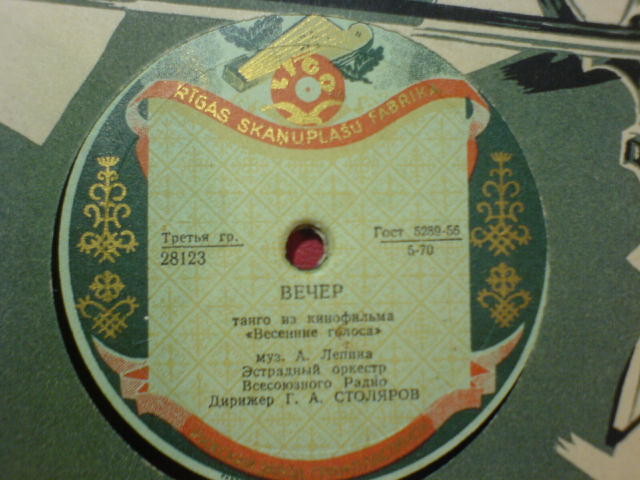 LĪGO
RĪGAS SKAŅUPLAŠU FABRIKA
Третья гр.
28123
Гост 5289-56
5-70
ВЕЧЕР
танго из кинофильма
«Весенние голоса»
муз. А. Лепина
Эстрадный оркестр
Всесоюзного Радио
Дирижер Г. А. СТОЛЯРОВ